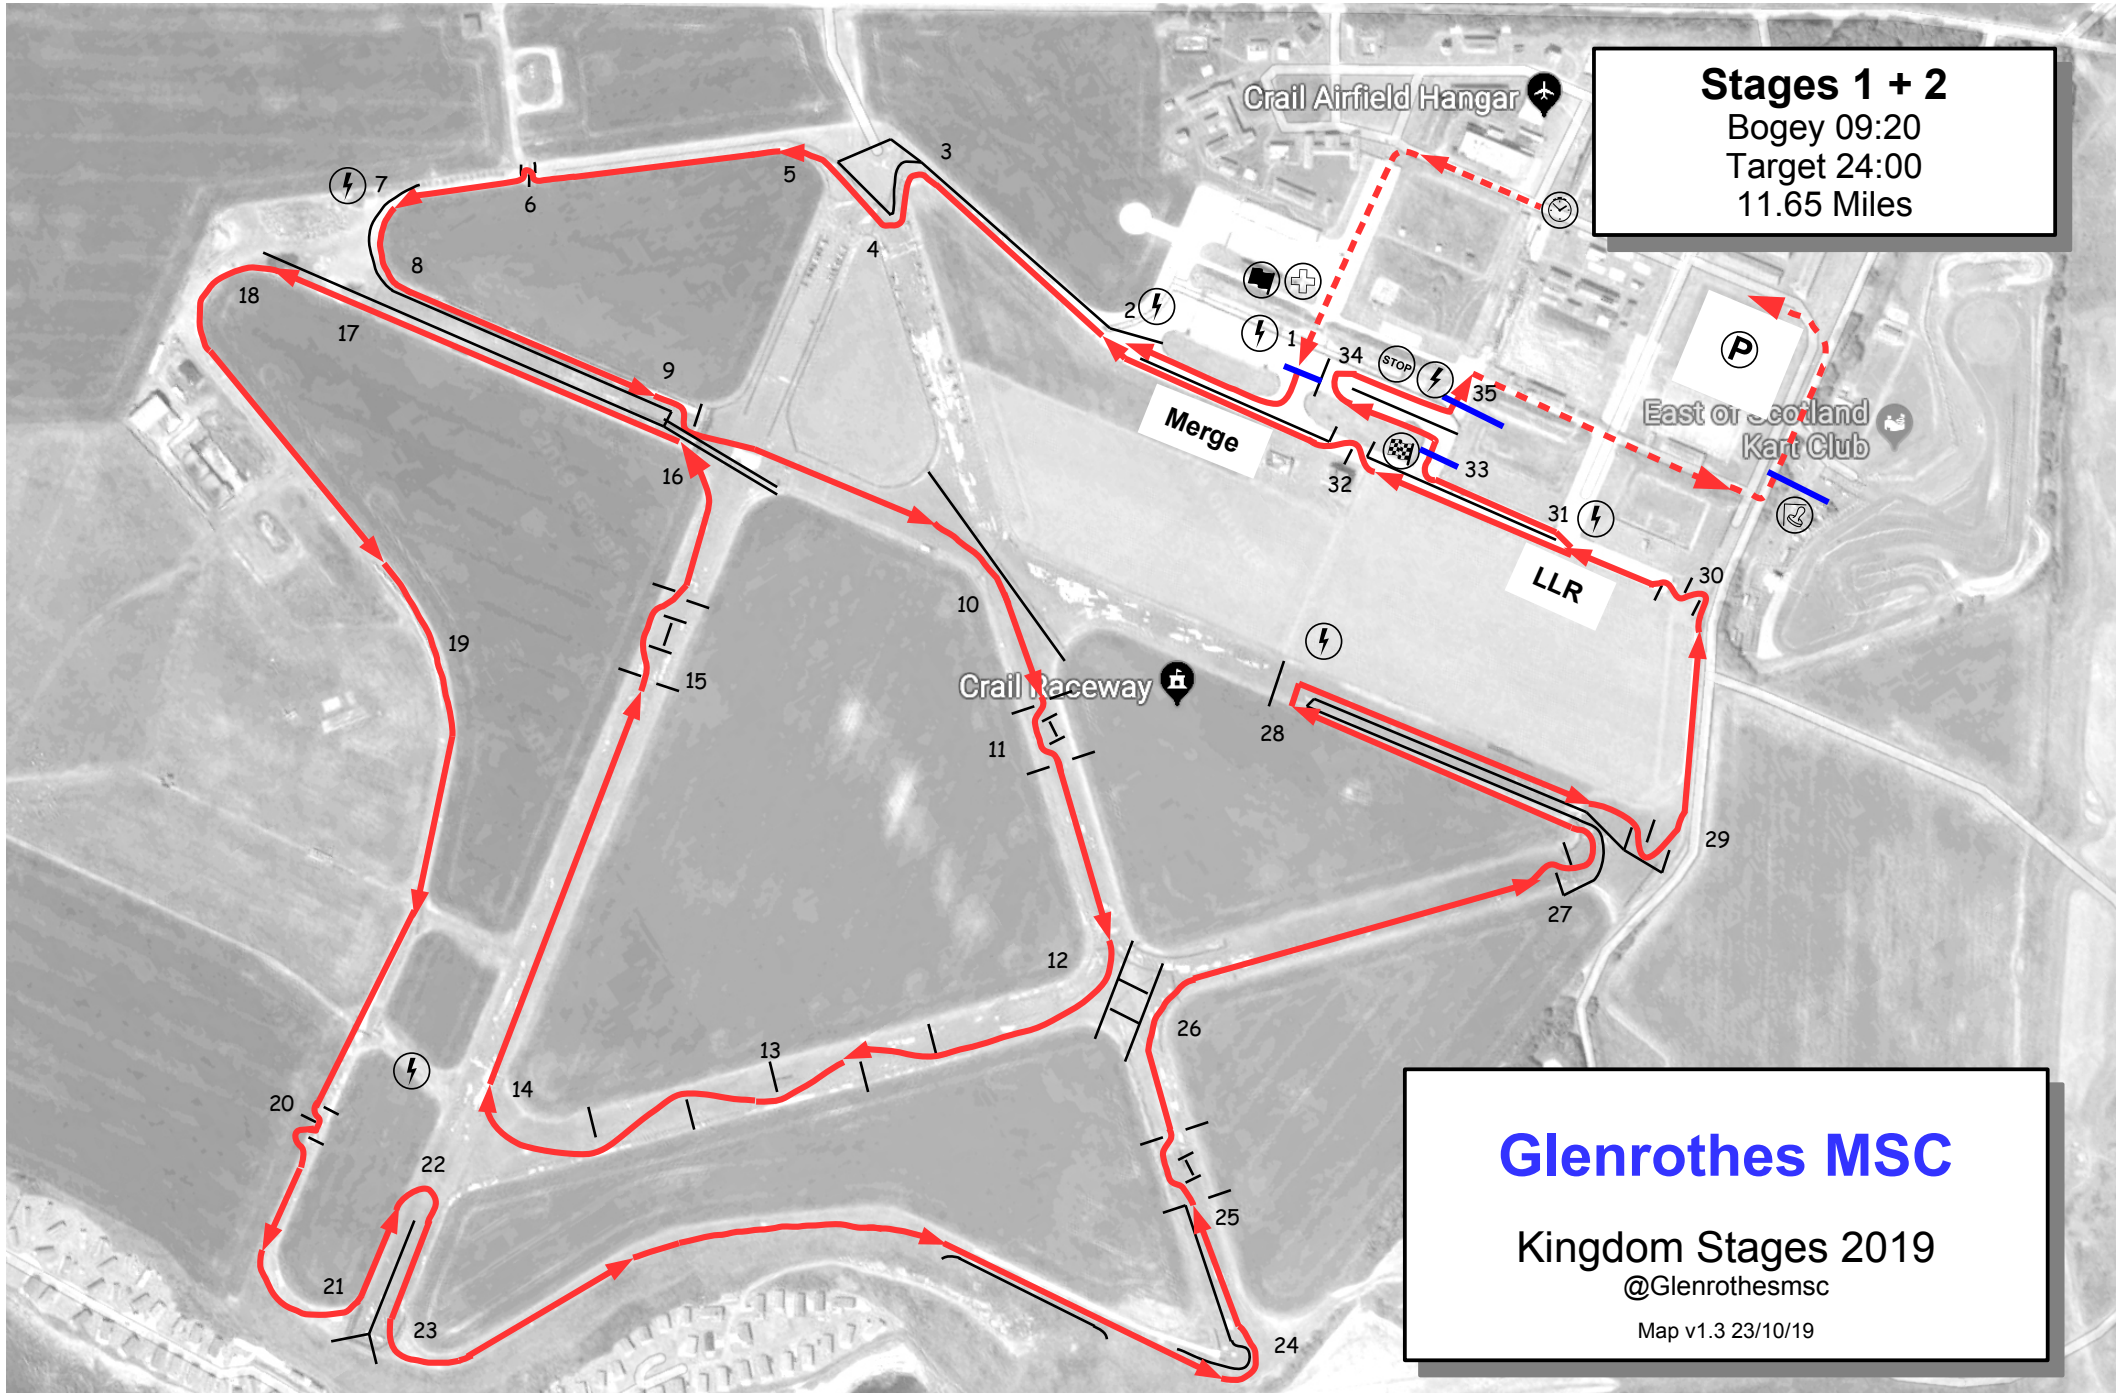 Stages 1 + 2
Bogey 09:20
Target 24:00
11.65 Miles
Crail Airfield Hangar
3
5
7
6
4
8
2
1
34
STOP
35
P
East of Scotland
Kart Club
18
17
9
Merge
33
32
16
31
LLR
30
10
19
15
Crail Raceway
11
28
29
27
12
26
13
14
20
22
25
21
23
24
Glenrothes MSC
Kingdom Stages 2019
@Glenrothesmsc
Map v1.3 23/10/19